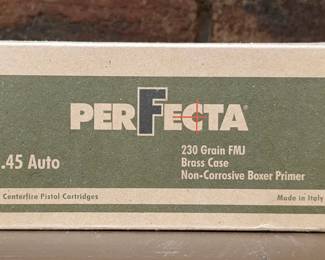 PERFECTA®
.45 Auto
230 Grain FMJ
Brass Case
Non-Corrosive Boxer Primer
Centerfire Pistol Cartridges
Made in Italy